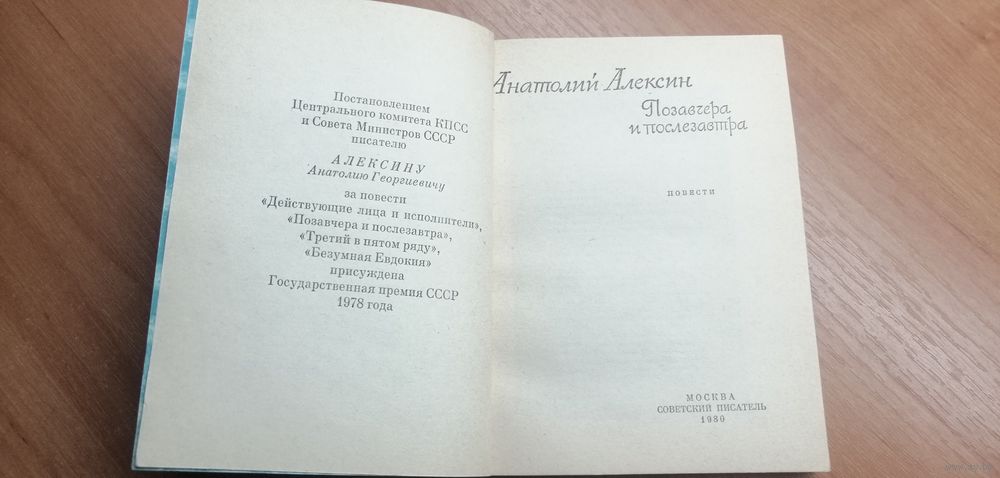 Постановлением
Центрального комитета КПСС
и Совета Министров СССР
писателю
АЛЕКСИНУ
Анатолию Георгиевичу
за повести
«Действующие лица и исполнители»,
«Позавчера и послезавтра»,
«Третий в пятом ряду»,
«Безумная Евдокия»
присуждена
Государственная премия СССР
1978 года
Анатолий Алексин
Позавчера
и послезавтра
ПОВЕСТИ
МОСКВА
СОВЕТСКИЙ ПИСАТЕЛЬ
1980